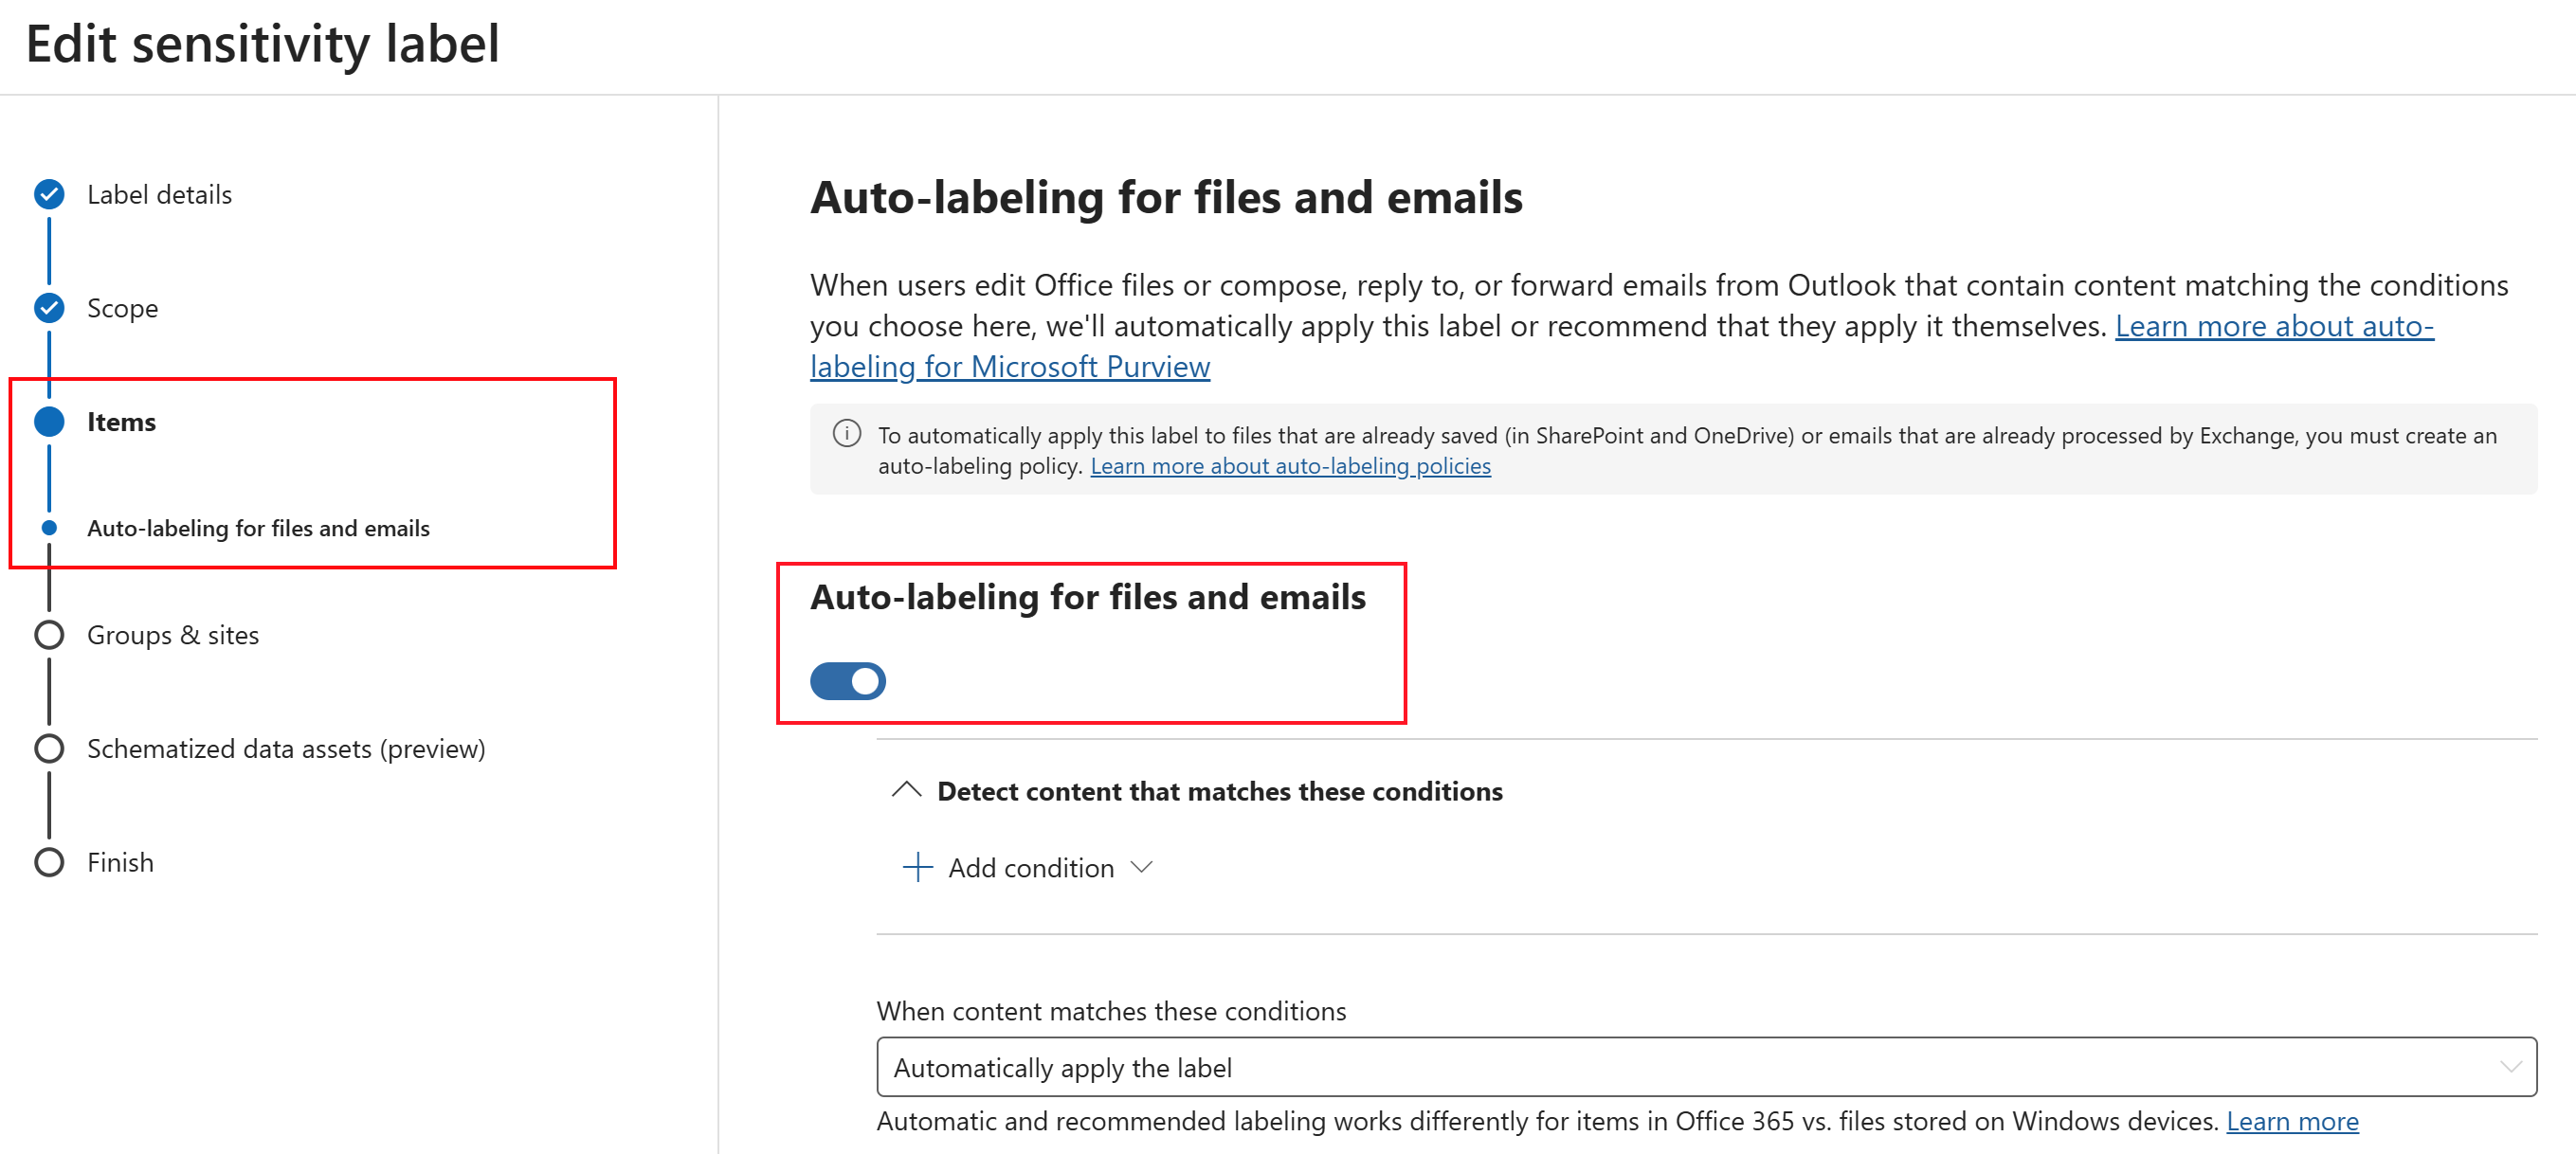 Edit sensitivity label
Label details
Scope
Items
Auto-labeling for files and emails
Groups & sites
Schematized data assets (preview)
Finish
Auto-labeling for files and emails
When users edit Office files or compose, reply to, or forward emails from Outlook that contain content matching the conditions
you choose here, we'll automatically apply this label or recommend that they apply it themselves. Learn more about auto-
labeling for Microsoft Purview
To automatically apply this label to files that are already saved (in SharePoint and OneDrive) or emails that are already processed by Exchange, you must create an
auto-labeling policy. Learn more about auto-labeling policies
Auto-labeling for files and emails
Detect content that matches these conditions
Add condition
When content matches these conditions
Automatically apply the label
Automatic and recommended labeling works differently for items in Office 365 vs. files stored on Windows devices. Learn more